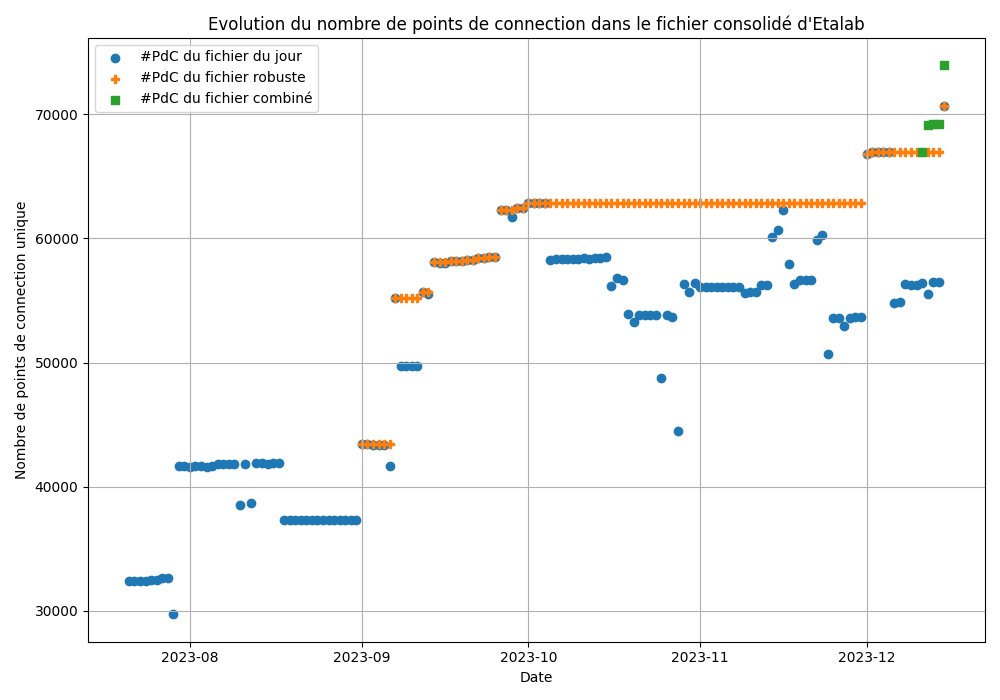 Evolution du nombre de points de connection dans le fichier consolidé d'Etalab
#PdC du fichier du jour
#PdC du fichier robuste
#PdC du fichier combiné
Nombre de points de connection unique
70000
60000
50000
40000
30000
2023-08
2023-09
2023-10
2023-11
2023-12
Date